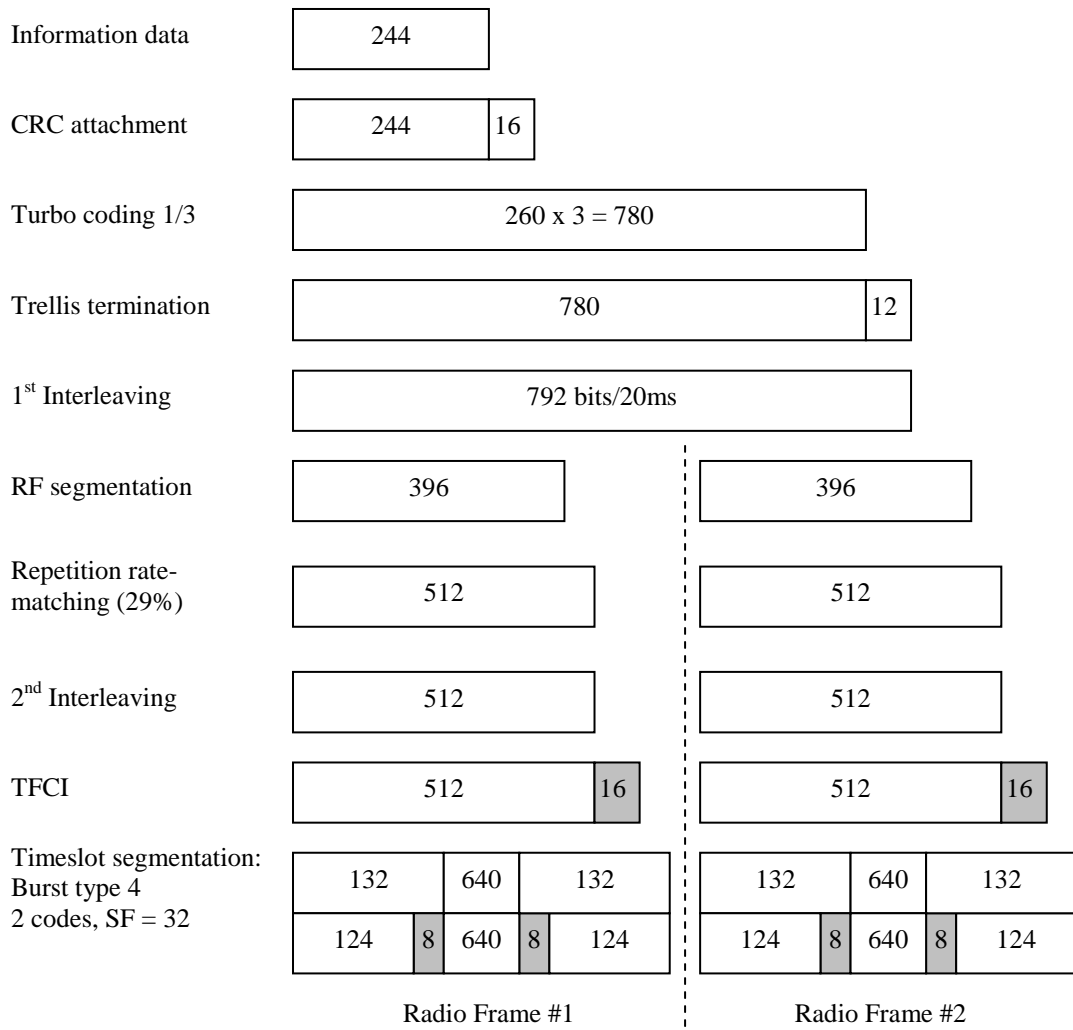 Information data
244
CRC attachment
244 16
Turbo coding 1/3
260 x 3 = 780
Trellis termination
780 12
1st Interleaving
792 bits/20ms
RF segmentation
396 396
Repetition rate-
matching (29%)
512 512
2nd Interleaving
512 512
TFCI
512 16 512 16
Timeslot segmentation:
Burst type 4
2 codes, SF = 32
132 640 132 132 640 132
124 8 640 8 124 124 8 640 8 124
Radio Frame #1 Radio Frame #2